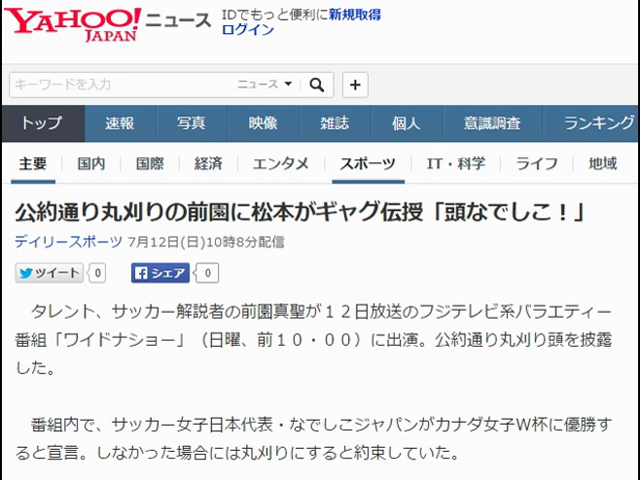 YAHOO! JAPAN ニュース
IDでもっと便利に新規取得
ログイン
キーワードを入力 ニュース
トップ 速報 写真 映像 雑誌 個人 意識調査 ランキング
主要 国内 国際 経済 エンタメ スポーツ IT・科学 ライフ 地域
公約通り丸刈りの前園に松本がギャグ伝授「頭なでしこ！」
デイリースポーツ 7月12日(日)10時8分配信
ツイート 0 シェア 0
タレント、サッカー解説者の前園真聖が１２日放送のフジテレビ系バラエティー
番組「ワイドナショー」（日曜、前１０・００）に出演。公約通り丸刈り頭を披露
した。
番組内で、サッカー女子日本代表・なでしこジャパンがカナダ女子Ｗ杯に優勝す
ると宣言。しなかった場合には丸刈りにすると約束していた。